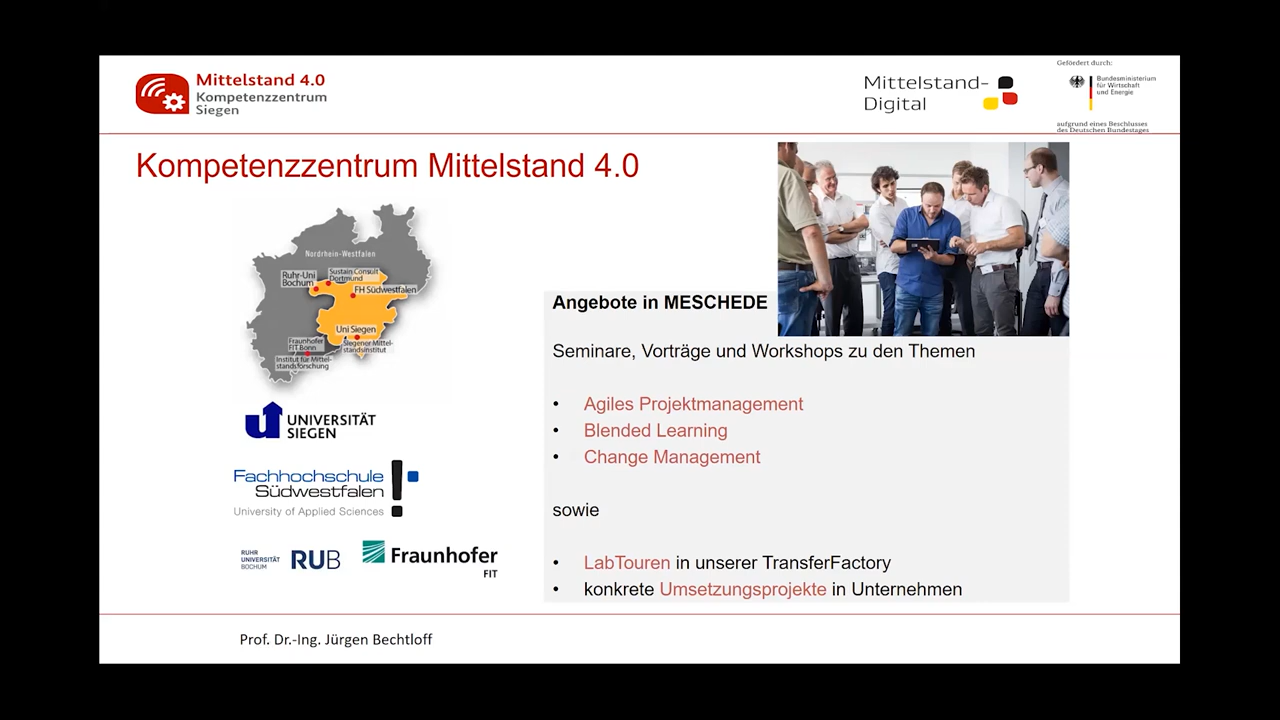 Mittelstand 4.0
Kompetenzzentrum
Siegen
Mittelstand-
Digital
Gefördert durch:
Bundesministerium
für Wirtschaft
und Energie
aufgrund eines Beschlusses
des Deutschen Bundestages
Kompetenzzentrum Mittelstand 4.0
Nordrhein-Westfalen
Ruhr-Uni
Bochum
Sustain Consult
Dortmund
FH Südwestfalen
Uni Siegen
Siegener Mittel-
standsinstitut
Fraunhofer
FIT Bonn
Institut für Mittel-
standsforschung
UNIVERSITÄT
SIEGEN
Fachhochschule
Südwestfalen
University of Applied Sciences
RUHR
UNIVERSITÄT
BOCHUM
RUB
Fraunhofer
FIT
Angebote in MESCHEDE
Seminare, Vorträge und Workshops zu den Themen
• Agiles Projektmanagement
• Blended Learning
• Change Management
sowie
• LabTouren in unserer TransferFactory
• konkrete Umsetzungsprojekte in Unternehmen
Prof. Dr.-Ing. Jürgen Bechtloff